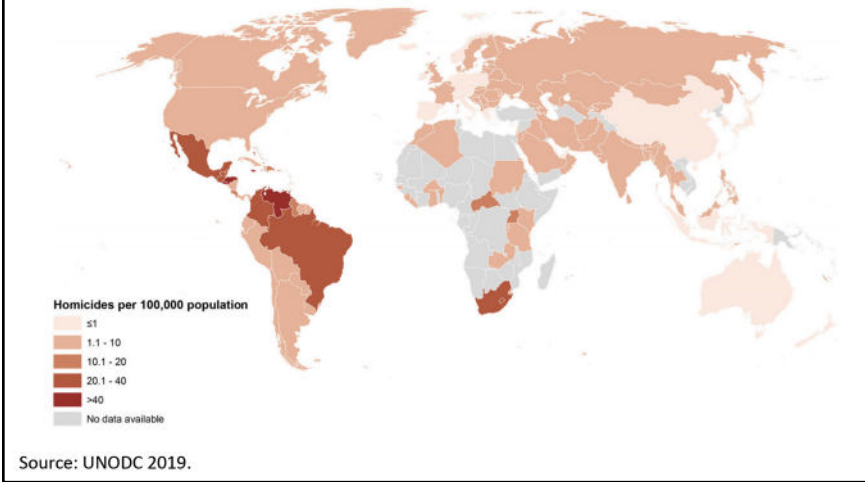 Homicides per 100,000 population
≤1
1.1 - 10
10.1 - 20
20.1 - 40
>40
No data available
Source: UNODC 2019.